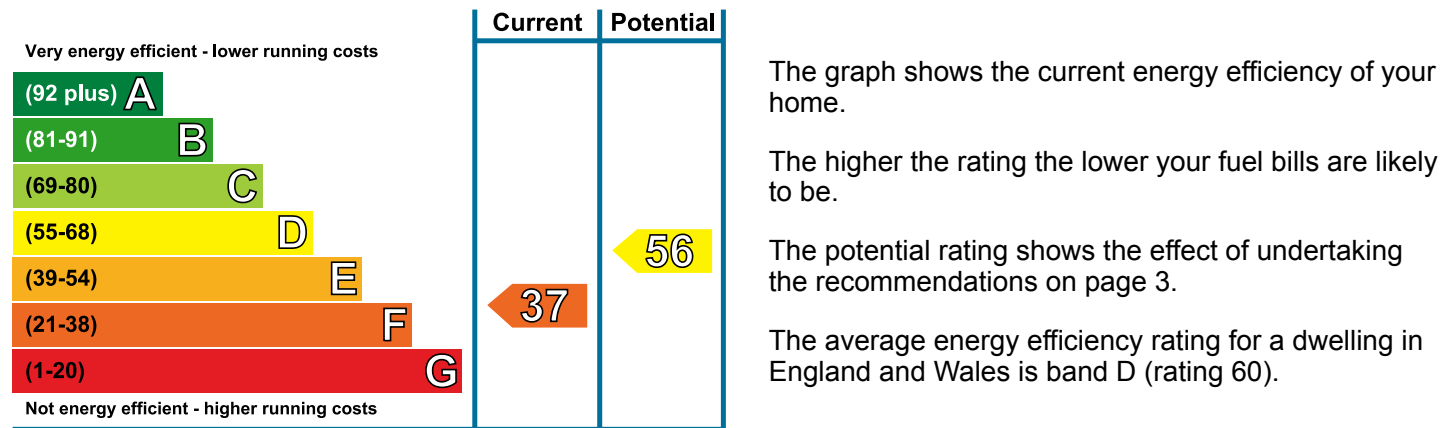 Current Potential
Very energy efficient - lower running costs
(92 plus) A
(81-91) B
(69-80) C
(55-68) D
(39-54) E
(21-38) F
(1-20) G
Not energy efficient - higher running costs
37
56
The graph shows the current energy efficiency of your
home.
The higher the rating the lower your fuel bills are likely
to be.
The potential rating shows the effect of undertaking
the recommendations on page 3.
The average energy efficiency rating for a dwelling in
England and Wales is band D (rating 60).